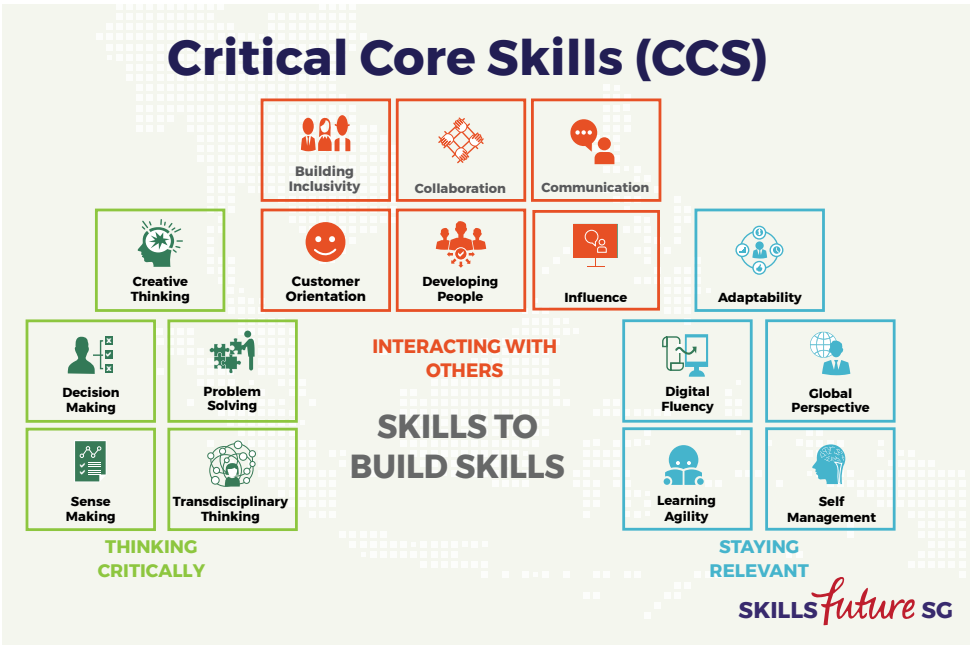 Critical Core Skills (CCS)
Building
Inclusivity
Collaboration
Communication
Customer
Orientation
Developing
People
Influence
Creative
Thinking
Decision
Making
Problem
Solving
Sense
Making
Transdisciplinary
Thinking
THINKING
CRITICALLY
INTERACTING WITH
OTHERS
SKILLS TO
BUILD SKILLS
Adaptability
Digital
Fluency
Global
Perspective
Learning
Agility
Self
Management
STAYING
RELEVANT
SKILLS future SG